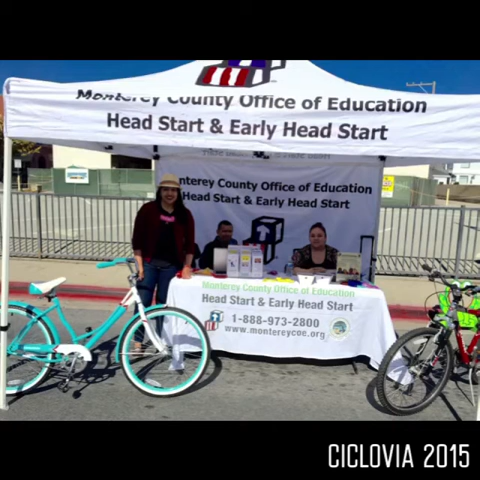 Monterey County Office of Education
Head Start & Early Head Start
Monterey County Office of Education
Head Start & Early Head Start
Monterey County Office of Education
Head Start & Early Head Start
1-888-973-2800
www.montereycoe.org
CICLOVIA 2015